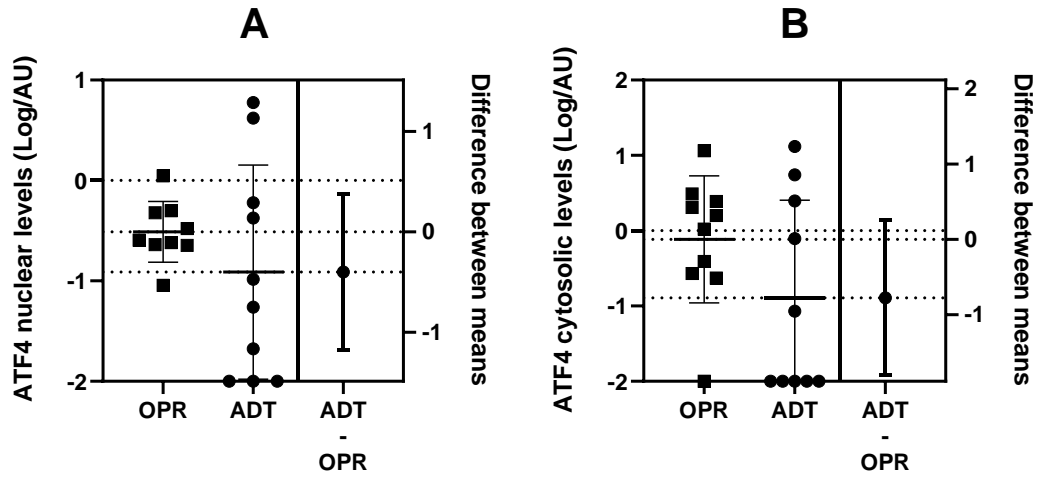 A
ATF4 nuclear levels (Log/AU)
1
0
-1
-2
1
0
-1
Difference between means
OPR
ADT
ADT
-
OPR
B
ATF4 cytosolic levels (Log/AU)
2
1
0
-1
-2
2
1
0
-1
Difference between means
OPR
ADT
ADT
-
OPR